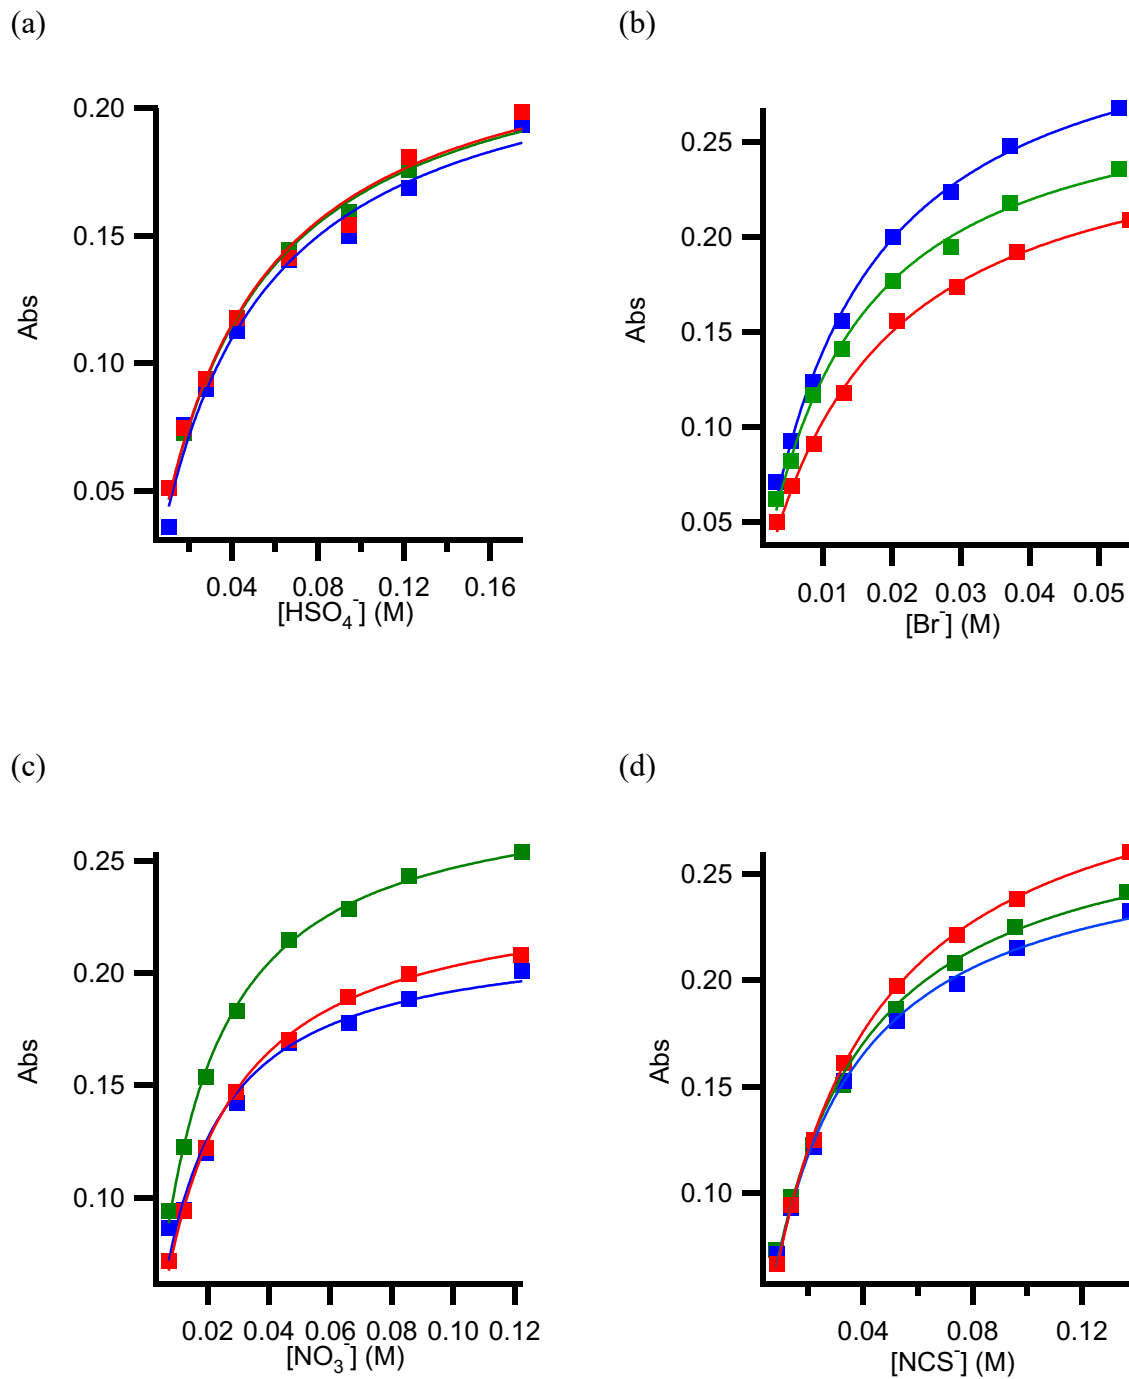 (a)
0.20
0.15
0.10
0.05
Abs
0.04 0.08 0.12 0.16
[HSO₄⁻] (M)
(b)
0.25
0.20
0.15
0.10
0.05
Abs
0.01 0.02 0.03 0.04 0.05
[Br⁻] (M)
(c)
0.25
0.20
0.15
0.10
Abs
0.02 0.04 0.06 0.08 0.10 0.12
[NO₃⁻] (M)
(d)
0.25
0.20
0.15
0.10
Abs
0.04 0.08 0.12
[NCS⁻] (M)